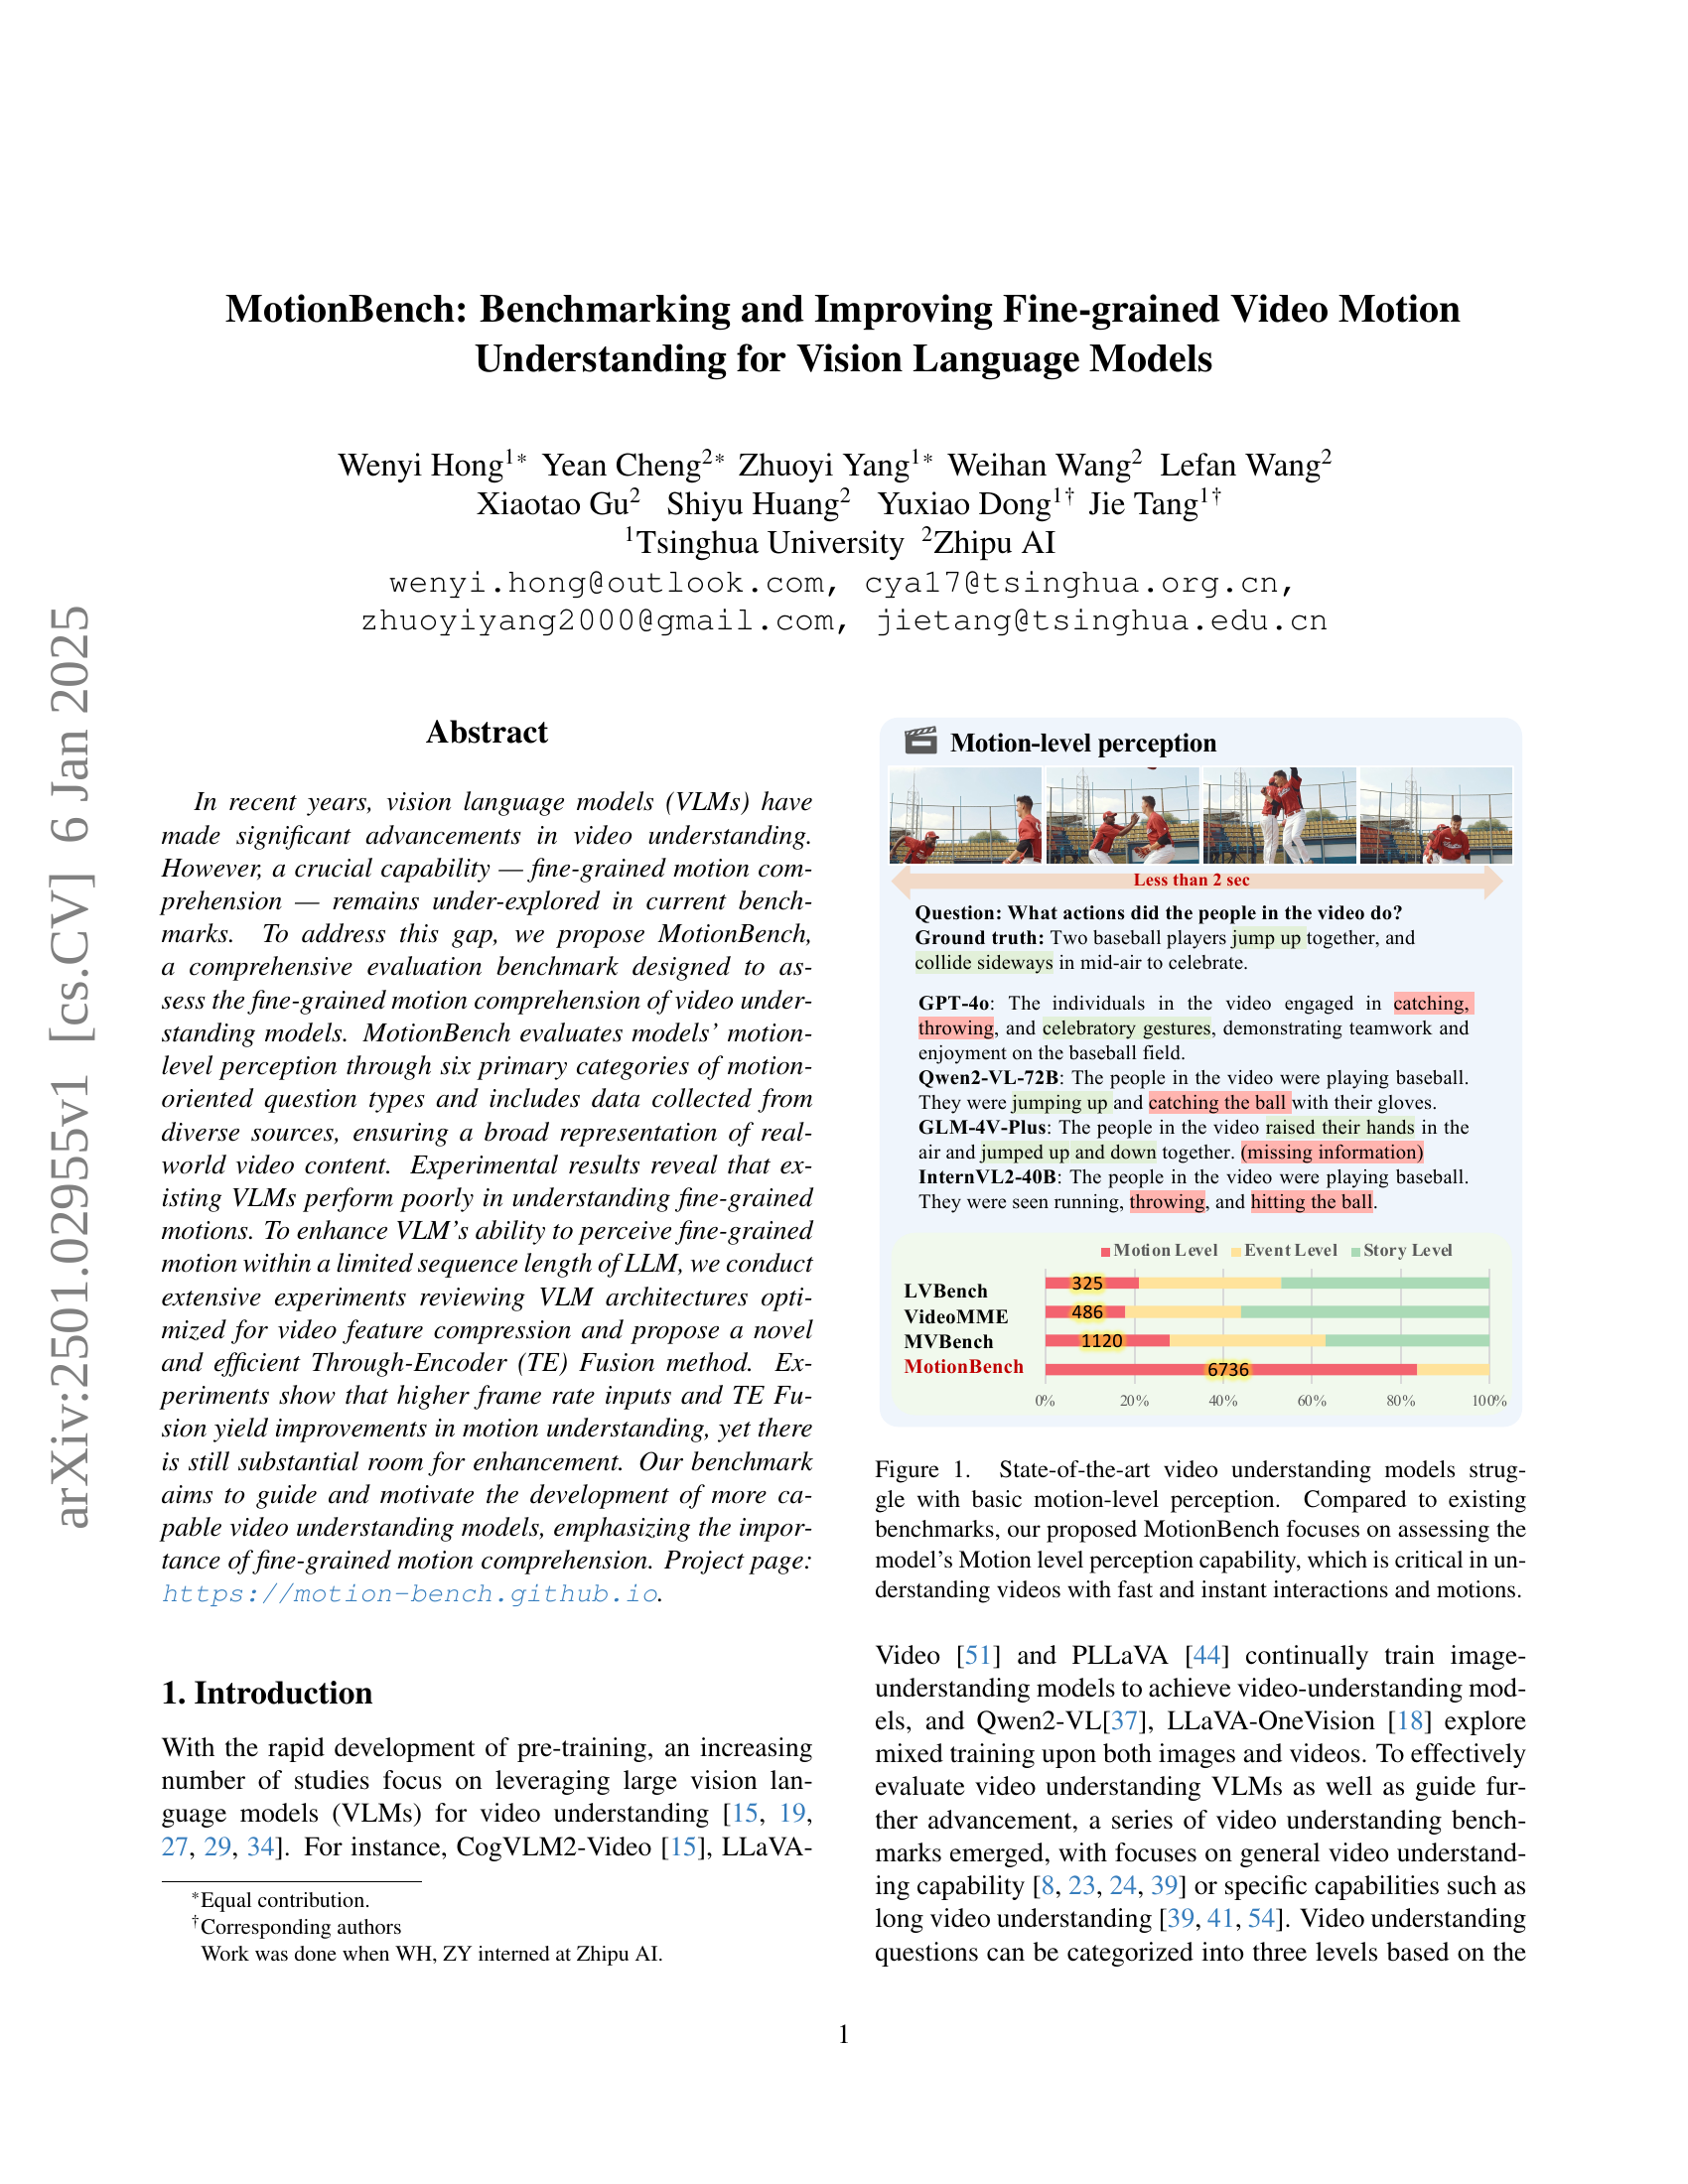 arXiv:2501.02955v1 [cs.CV] 6 Jan 2025
MotionBench: Benchmarking and Improving Fine-grained Video Motion
Understanding for Vision Language Models
Wenyi Hong1* Yean Cheng2* Zhuoyi Yang1* Weihan Wang2 Lefan Wang2
Xiaotao Gu2 Shiyu Huang2 Yuxiao Dong1† Jie Tang1†
1Tsinghua University 2Zhipu AI
wenyi.hong@outlook.com, cya17@tsinghua.org.cn,
zhuoyiyang2000@gmail.com, jietang@tsinghua.edu.cn
Abstract
In recent years, vision language models (VLMs) have
made significant advancements in video understanding.
However, a crucial capability — fine-grained motion com-
prehension — remains under-explored in current bench-
marks. To address this gap, we propose MotionBench,
a comprehensive evaluation benchmark designed to as-
sess the fine-grained motion comprehension of video under-
standing models. MotionBench evaluates models' motion-
level perception through six primary categories of motion-
oriented question types and includes data collected from
diverse sources, ensuring a broad representation of real-
world video content. Experimental results reveal that ex-
isting VLMs perform poorly in understanding fine-grained
motions. To enhance VLM's ability to perceive fine-grained
motion within a limited sequence length of LLM, we conduct
extensive experiments reviewing VLM architectures opti-
mized for video feature compression and propose a novel
and efficient Through-Encoder (TE) Fusion method. Ex-
periments show that higher frame rate inputs and TE Fu-
sion yield improvements in motion understanding, yet there
is still substantial room for enhancement. Our benchmark
aims to guide and motivate the development of more ca-
pable video understanding models, emphasizing the impor-
tance of fine-grained motion comprehension. Project page:
https://motion-bench.github.io.
1. Introduction
With the rapid development of pre-training, an increasing
number of studies focus on leveraging large vision lan-
guage models (VLMs) for video understanding [15, 19,
27, 29, 34]. For instance, CogVLM2-Video [15], LLaVA-
*Equal contribution.
†Corresponding authors
Work was done when WH, ZY interned at Zhipu AI.
Motion-level perception
Less than 2 sec
Question: What actions did the people in the video do?
Ground truth: Two baseball players jump up together, and
collide sideways in mid-air to celebrate.
GPT-4o: The individuals in the video engaged in catching,
throwing, and celebratory gestures, demonstrating teamwork and
enjoyment on the baseball field.
Qwen2-VL-72B: The people in the video were playing baseball.
They were jumping up and catching the ball with their gloves.
GLM-4V-Plus: The people in the video raised their hands in the
air and jumped up and down together. (missing information)
InternVL2-40B: The people in the video were playing baseball.
They were seen running, throwing, and hitting the ball.
Motion Level Event Level Story Level
LVBench 325
VideoMME 486
MVBench 1120
MotionBench 6736
0% 20% 40% 60% 80% 100%
Figure 1. State-of-the-art video understanding models strug-
gle with basic motion-level perception. Compared to existing
benchmarks, our proposed MotionBench focuses on assessing the
model's Motion level perception capability, which is critical in un-
derstanding videos with fast and instant interactions and motions.
Video [51] and PLLaVA [44] continually train image-
understanding models to achieve video-understanding mod-
els, and Qwen2-VL[37], LLaVA-OneVision [18] explore
mixed training upon both images and videos. To effectively
evaluate video understanding VLMs as well as guide fur-
ther advancement, a series of video understanding bench-
marks emerged, with focuses on general video understand-
ing capability [8, 23, 24, 39] or specific capabilities such as
long video understanding [39, 41, 54]. Video understanding
questions can be categorized into three levels based on the
1